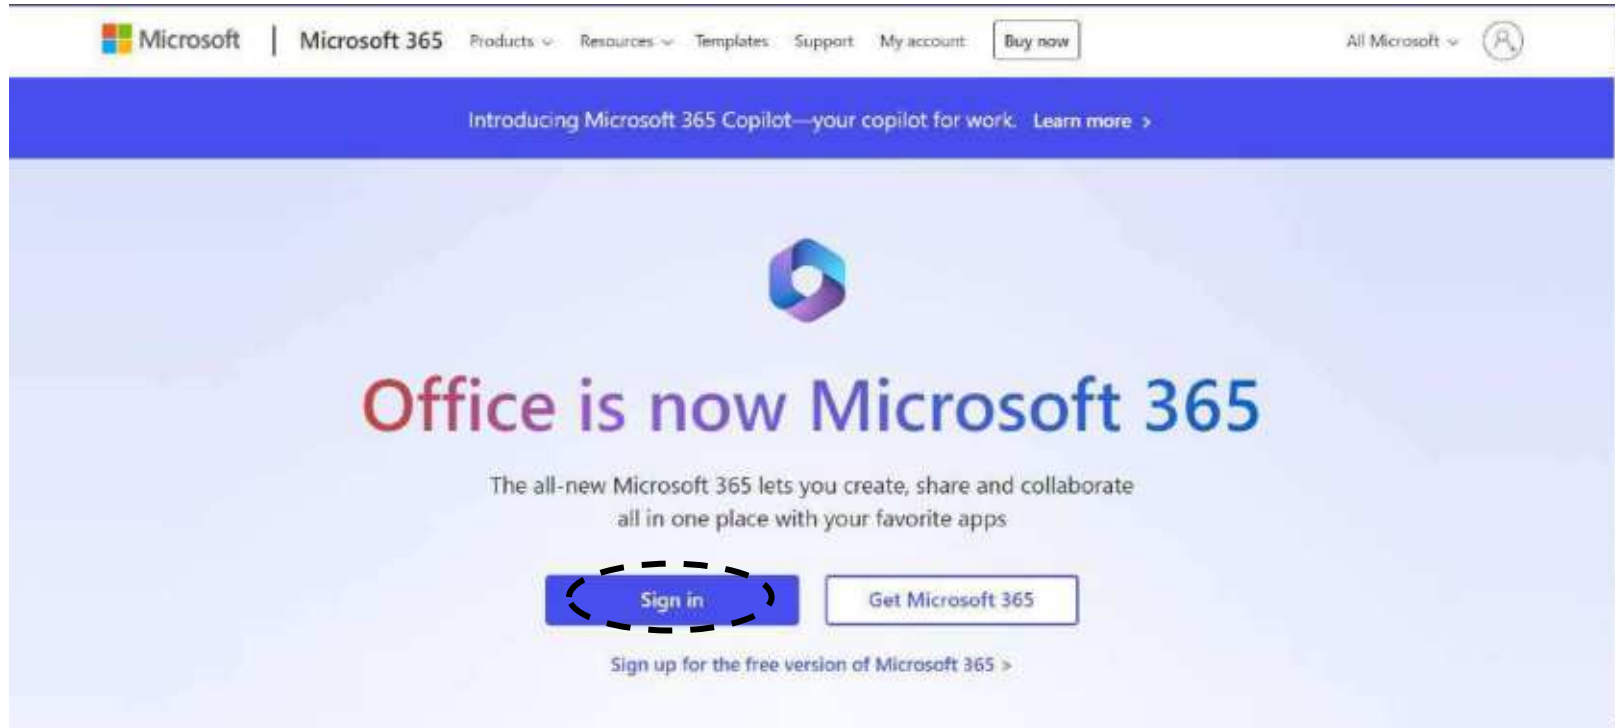 Microsoft | Microsoft 365 Products Resources Templates Support My account Buy now All Microsoft
Introducing Microsoft 365 Copilot—your copilot for work. Learn more >
Office is now Microsoft 365
The all-new Microsoft 365 lets you create, share and collaborate
all in one place with your favorite apps
Sign in Get Microsoft 365
Sign up for the free version of Microsoft 365 >